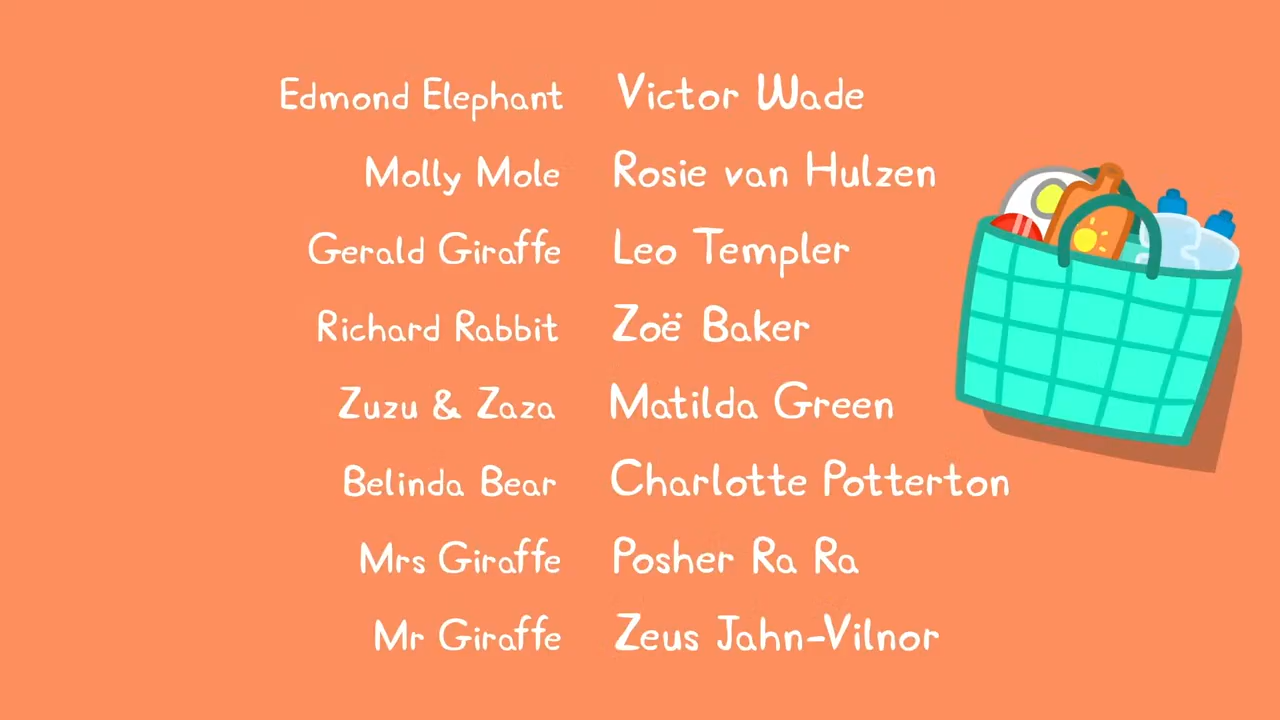 Edmond Elephant Victor Wade
Molly Mole Rosie van Hulzen
Gerald Giraffe Leo Templer
Richard Rabbit Zoë Baker
Zuzu & Zaza Matilda Green
Belinda Bear Charlotte Potterton
Mrs Giraffe Posher Ra Ra
Mr Giraffe Zeus Jahn-Vilnor